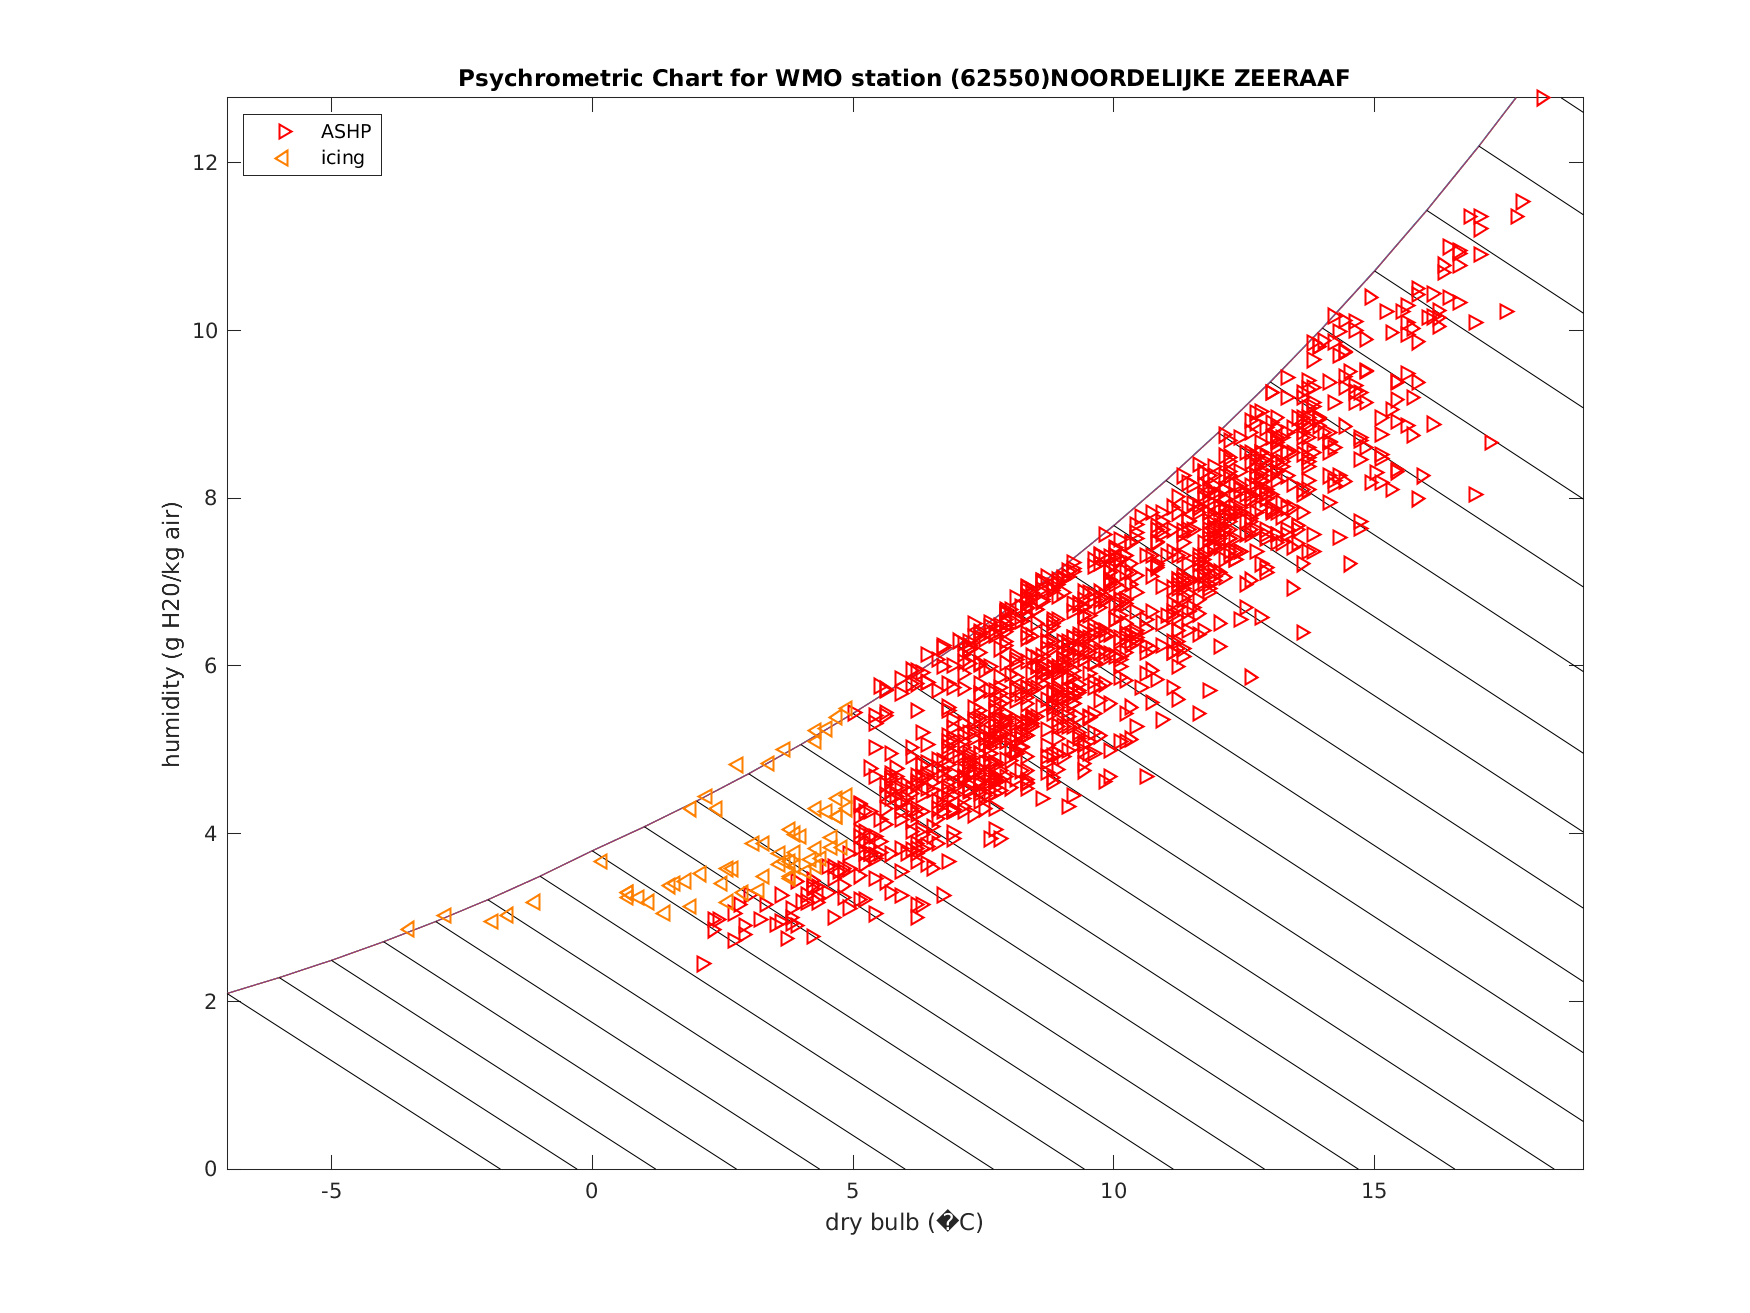 Psychrometric Chart for WMO station (62550)NOORDELIJKE ZEERAAF
ASHP
icing
12
10
8
6
4
2
0
humidity (g H20/kg air)
-5
0
5
10
15
dry bulb (�C)